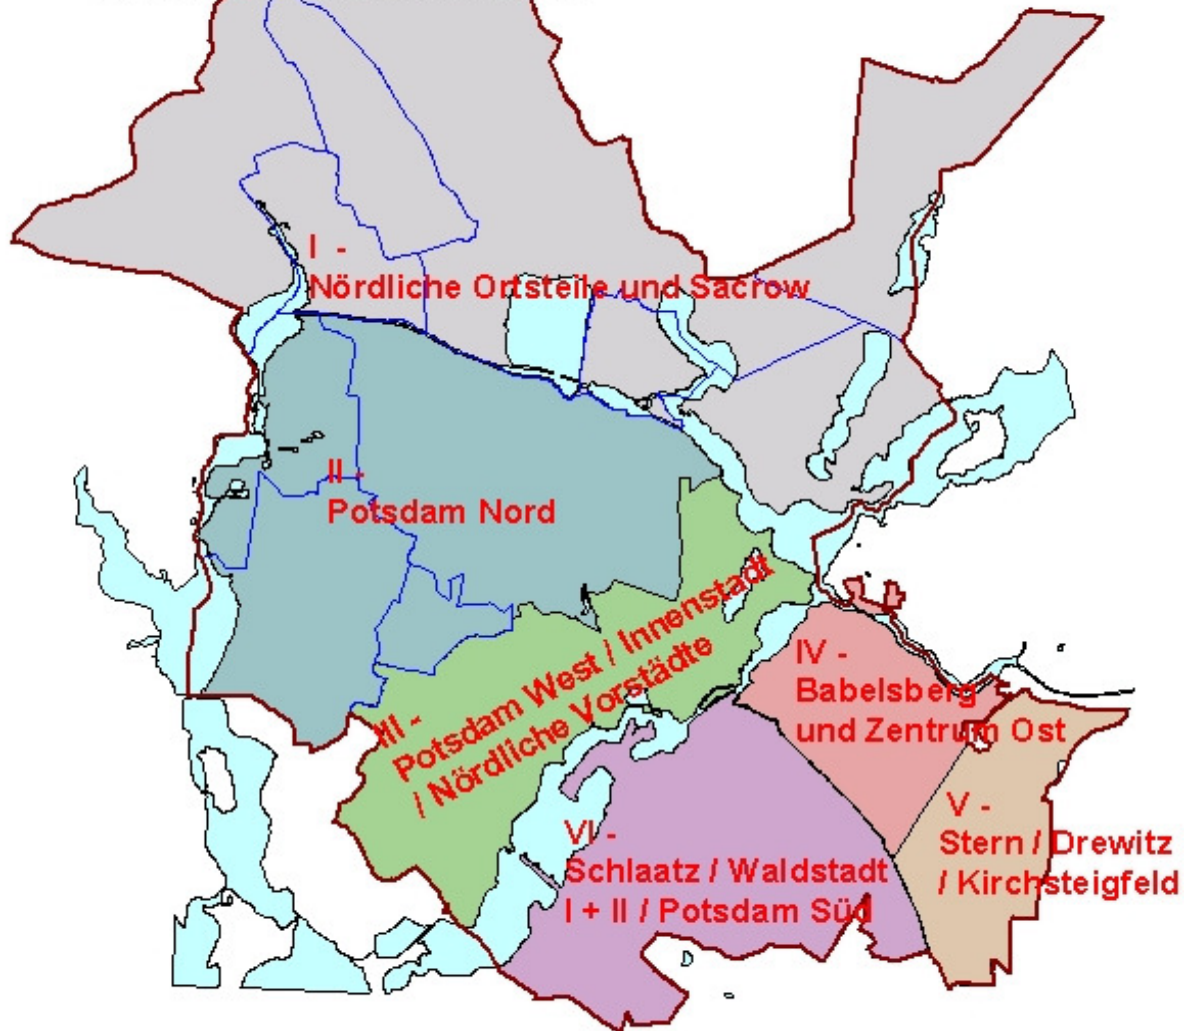 I -
Nördliche Ortsteile und Sacrow
II -
Potsdam Nord
III -
Potsdam West / Innenstadt
/ Nördliche Vorstädte
IV -
Babelsberg
und Zentrum Ost
V -
Stern / Drewitz
/ Kirchsteigfeld
VI -
Schlaatz / Waldstadt
I + II / Potsdam Süd